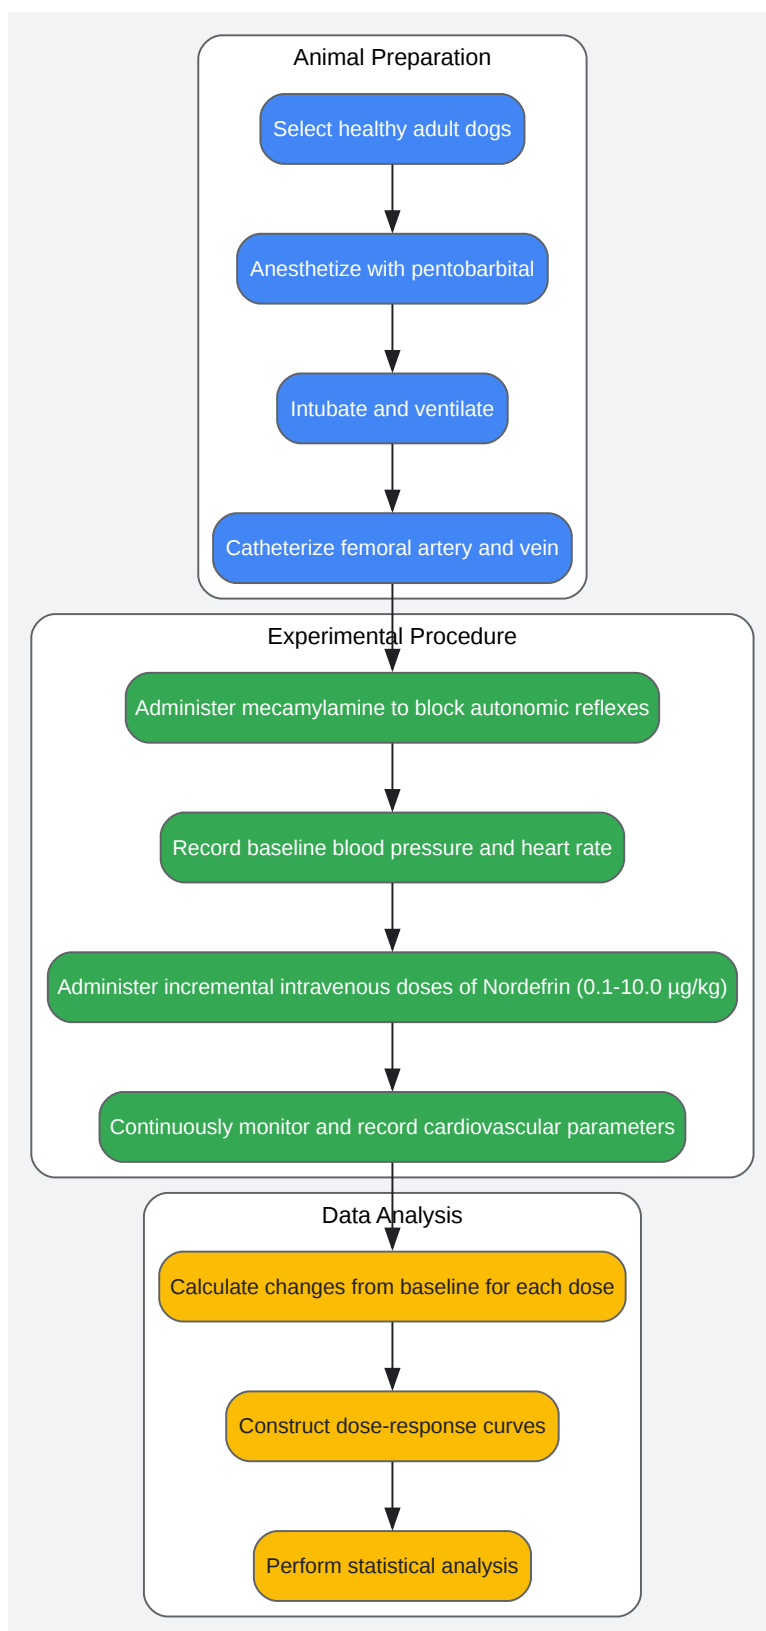 Animal Preparation
Select healthy adult dogs
Anesthetize with pentobarbital
Intubate and ventilate
Catheterize femoral artery and vein
Experimental Procedure
Administer mecamylamine to block autonomic reflexes
Record baseline blood pressure and heart rate
Administer incremental intravenous doses of Nordefrin (0.1-10.0 µg/kg)
Continuously monitor and record cardiovascular parameters
Data Analysis
Calculate changes from baseline for each dose
Construct dose-response curves
Perform statistical analysis